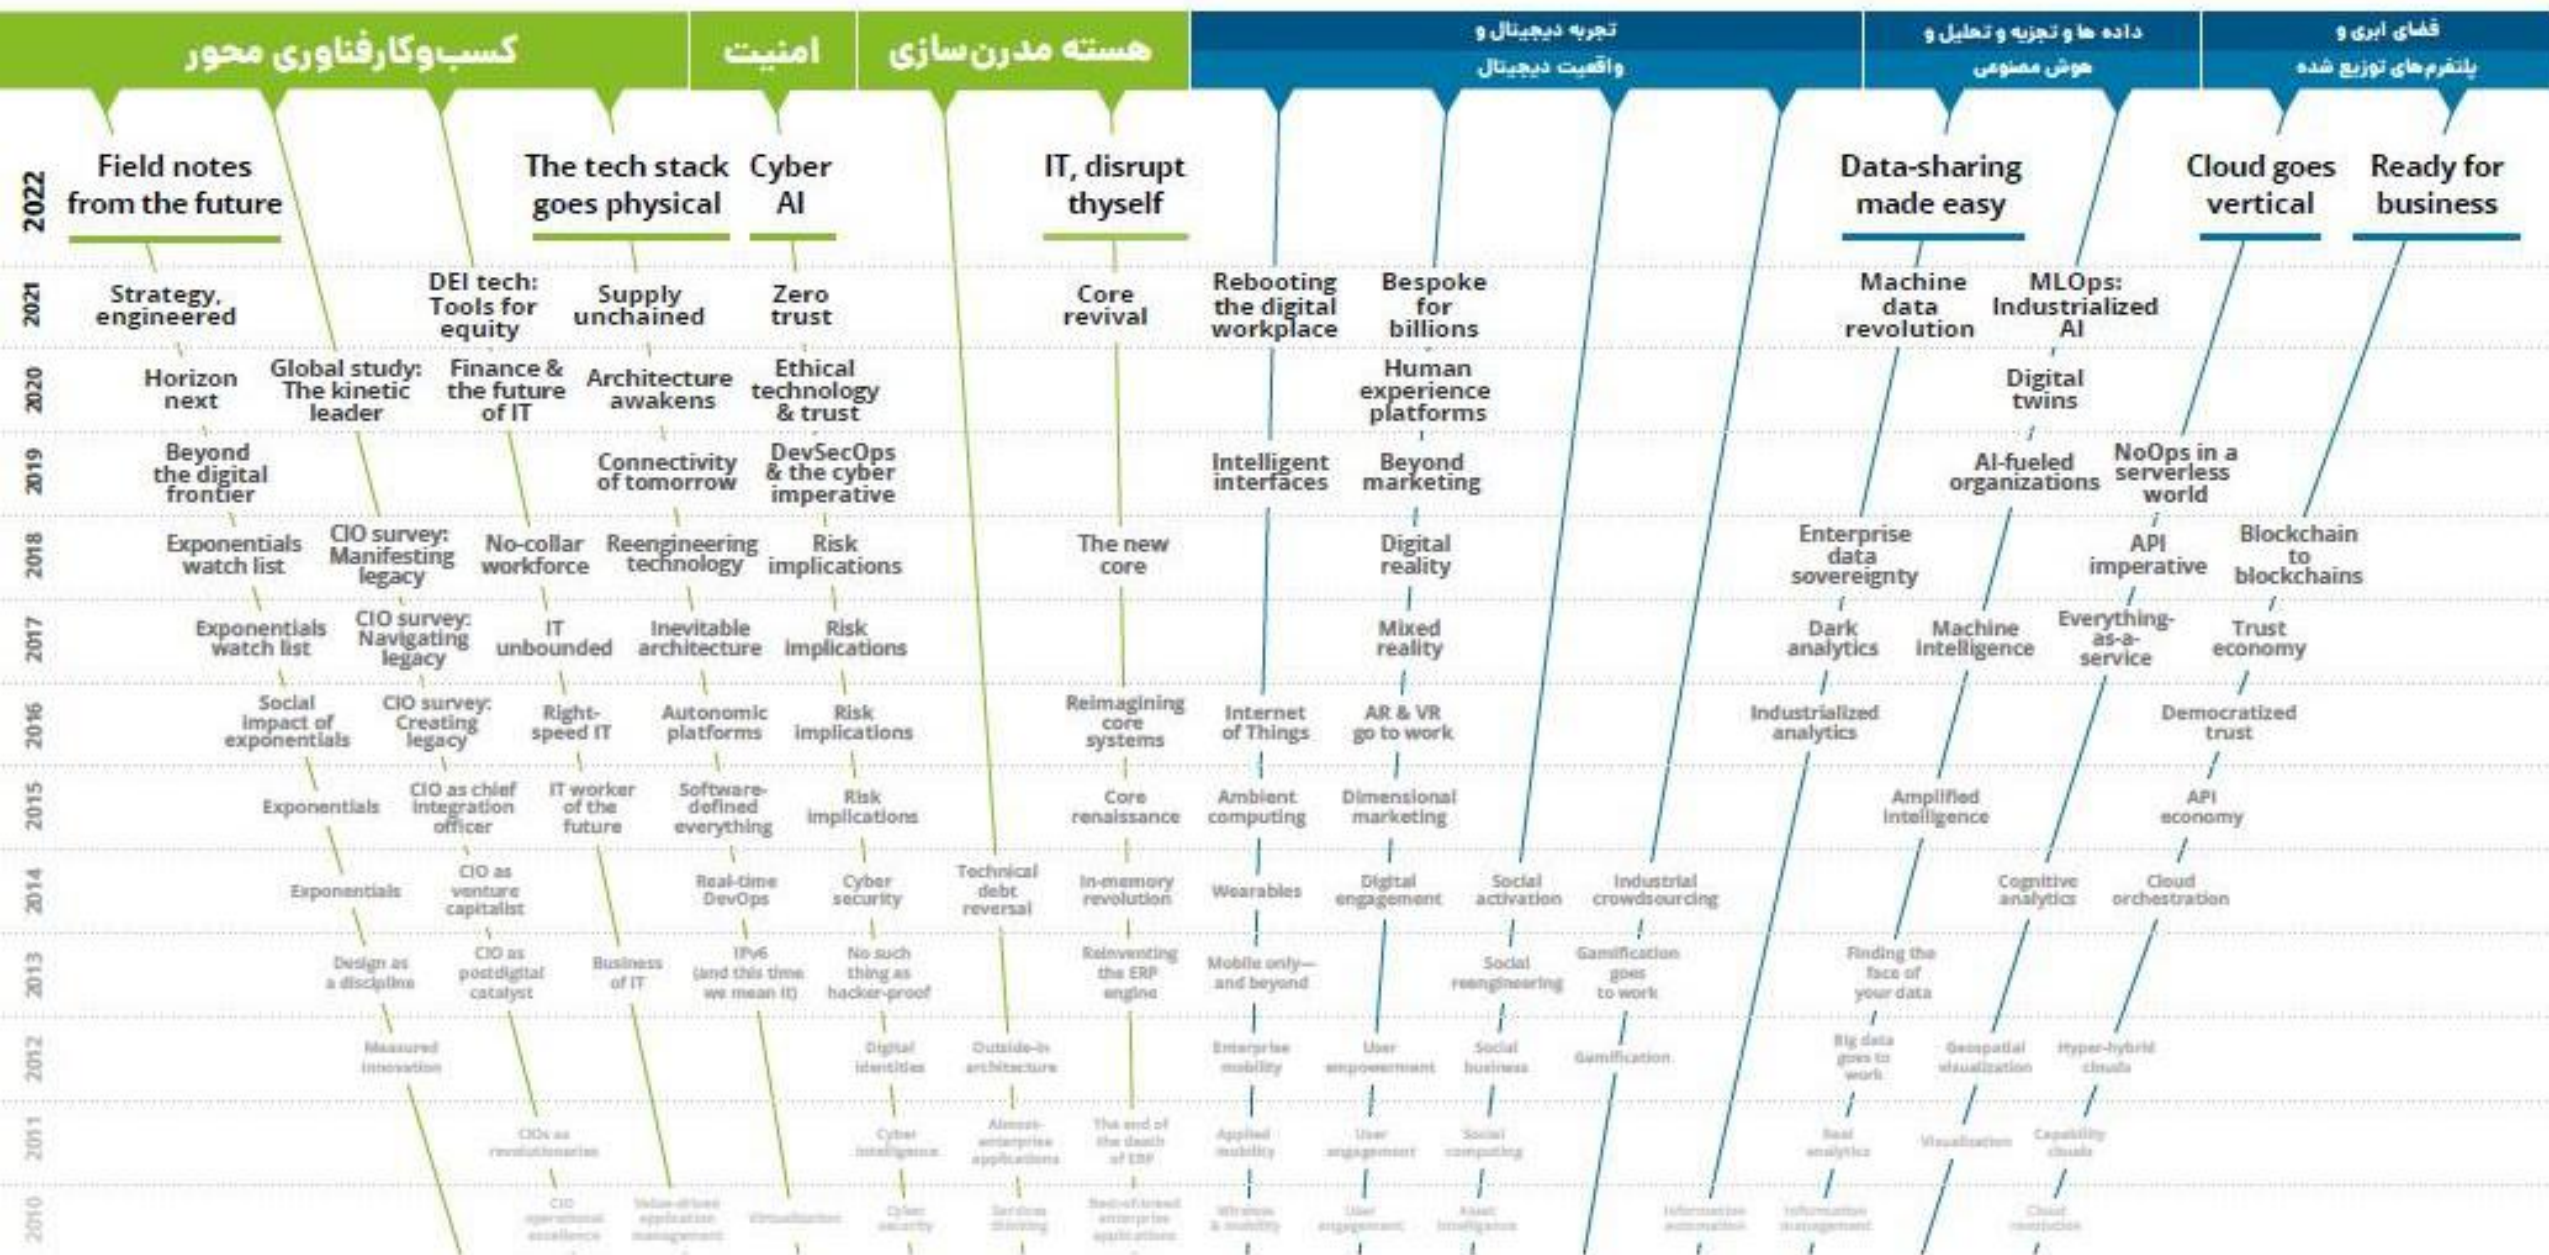 کسب‌وکارفناوری محور
امنیت
هسته مدرن‌سازی
تجربه دیجیتال و
واقعیت دیجیتال
داده ها و تجزیه و تحلیل و
هوش مصنوعی
قضای ابری و
پلتفرم‌های توزیع شده
2022
Field notes
from the future
The tech stack
goes physical
Cyber
AI
IT, disrupt
thyself
Data-sharing
made easy
Cloud goes
vertical
Ready for
business
2021
Strategy,
engineered
DEI tech:
Tools for
equity
Supply
unchained
Zero
trust
Core
revival
Rebooting
the digital
workplace
Bespoke
for
billions
Machine
data
revolution
MLOps:
Industrialized
AI
2020
Horizon
next
Global study:
The kinetic
leader
Finance &
the future
of IT
Architecture
awakens
Ethical
technology
& trust
Human
experience
platforms
Digital
twins
2019
Beyond
the digital
frontier
Connectivity
of tomorrow
DevSecOps
& the cyber
imperative
Intelligent
interfaces
Beyond
marketing
AI-fueled
organizations
NoOps in a
serverless
world
2018
Exponentials
watch list
CIO survey:
Manifesting
legacy
No-collar
workforce
Reengineering
technology
Risk
implications
The new
core
Digital
reality
Enterprise
data
sovereignty
API
imperative
Blockchain
to
blockchains
2017
Exponentials
watch list
CIO survey:
Navigating
legacy
IT
unbounded
Inevitable
architecture
Risk
implications
Mixed
reality
Dark
analytics
Machine
intelligence
Everything-
as-a-
service
Trust
economy
2016
Social
impact of
exponentials
CIO survey:
Creating
legacy
Right-
speed IT
Autonomic
platforms
Risk
implications
Reimagining
core
systems
Internet
of Things
AR & VR
go to work
Industrialized
analytics
Democratized
trust
2015
Exponentials
CIO as chief
integration
officer
IT worker
of the
future
Software-
defined
everything
Risk
implications
Core
renaissance
Ambient
computing
Dimensional
marketing
Amplified
intelligence
API
economy
2014
Exponentials
CIO as
venture
capitalist
Real-time
DevOps
Cyber
security
Technical
debt
reversal
In-memory
revolution
Wearables
Digital
engagement
Social
activation
Industrial
crowdsourcing
Cognitive
analytics
Cloud
orchestration
2013
Design as
a discipline
CIO as
postdigital
catalyst
Business
of IT
IPv6
(and this time
we mean it)
No such
thing as
hacker-proof
Reinventing
the ERP
engine
Mobile only—
and beyond
Social
reengineering
Gamification
goes
to work
Finding the
face of
your data
2012
Measured
innovation
Digital
identities
Outside-in
architecture
Enterprise
mobility
User
empowerment
Social
business
Gamification
Big data
goes to
work
Geospatial
visualization
Hyper-hybrid
clouds
2011
CIOs as
revolutionaries
Cyber
intelligence
Almost-
enterprise
applications
The end of
the death
of ERP
Applied
mobility
User
engagement
Social
computing
Real
analytics
Visualization
Capability
clouds
2010
CIO
operational
excellence
Value-driven
application
management
Virtualization
Cyber
security
Services
thinking
Best-of-breed
enterprise
applications
Wireless
& mobility
User
engagement
Asset
intelligence
Information
automation
Information
management
Cloud
revolution